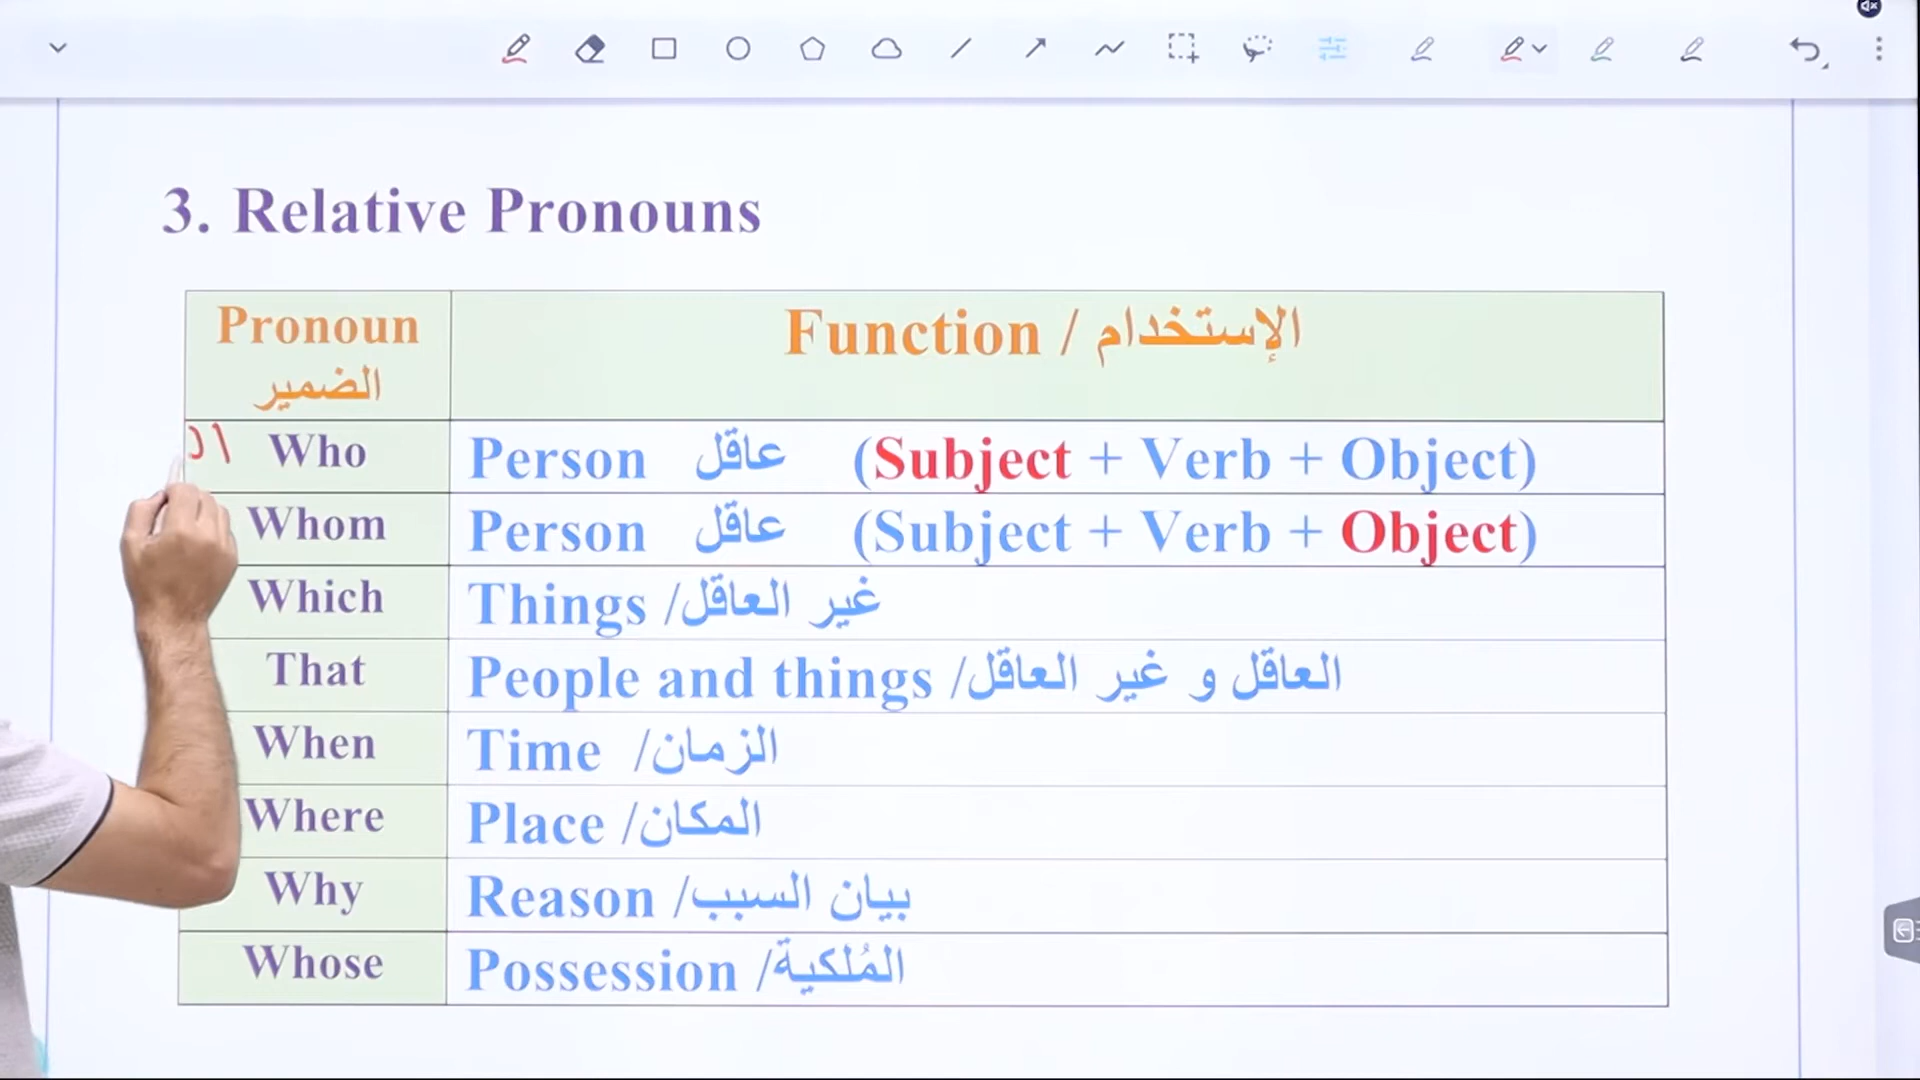 3. Relative Pronouns
Pronoun
الضمير
Function / الإستخدام
Who
Person عاقل (Subject + Verb + Object)
Whom
Person عاقل (Subject + Verb + Object)
Which
Things /غير العاقل
That
People and things /العاقل و غير العاقل
When
Time /الزمان
Where
Place /المكان
Why
Reason /بيان السبب
Whose
Possession /المُلكية